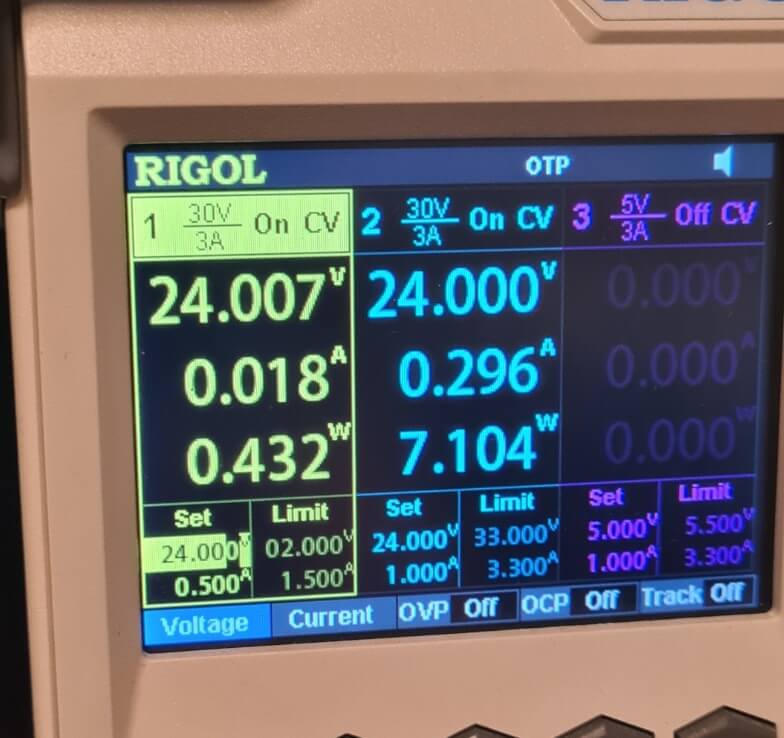 RIGOL OTP
1 30V/3A On CV 2 30V/3A On CV 3 5V/3A Off CV
24.007V 24.000V 0.000V
0.018A 0.296A 0.000A
0.432W 7.104W 0.000W
Set Limit Set Limit Set Limit
24.000V 02.000V 24.000V 33.000V 5.000V 5.500V
0.500A 1.500A 1.000A 3.300A 1.000A 3.300A
Voltage Current OVP Off OCP Off Track Off